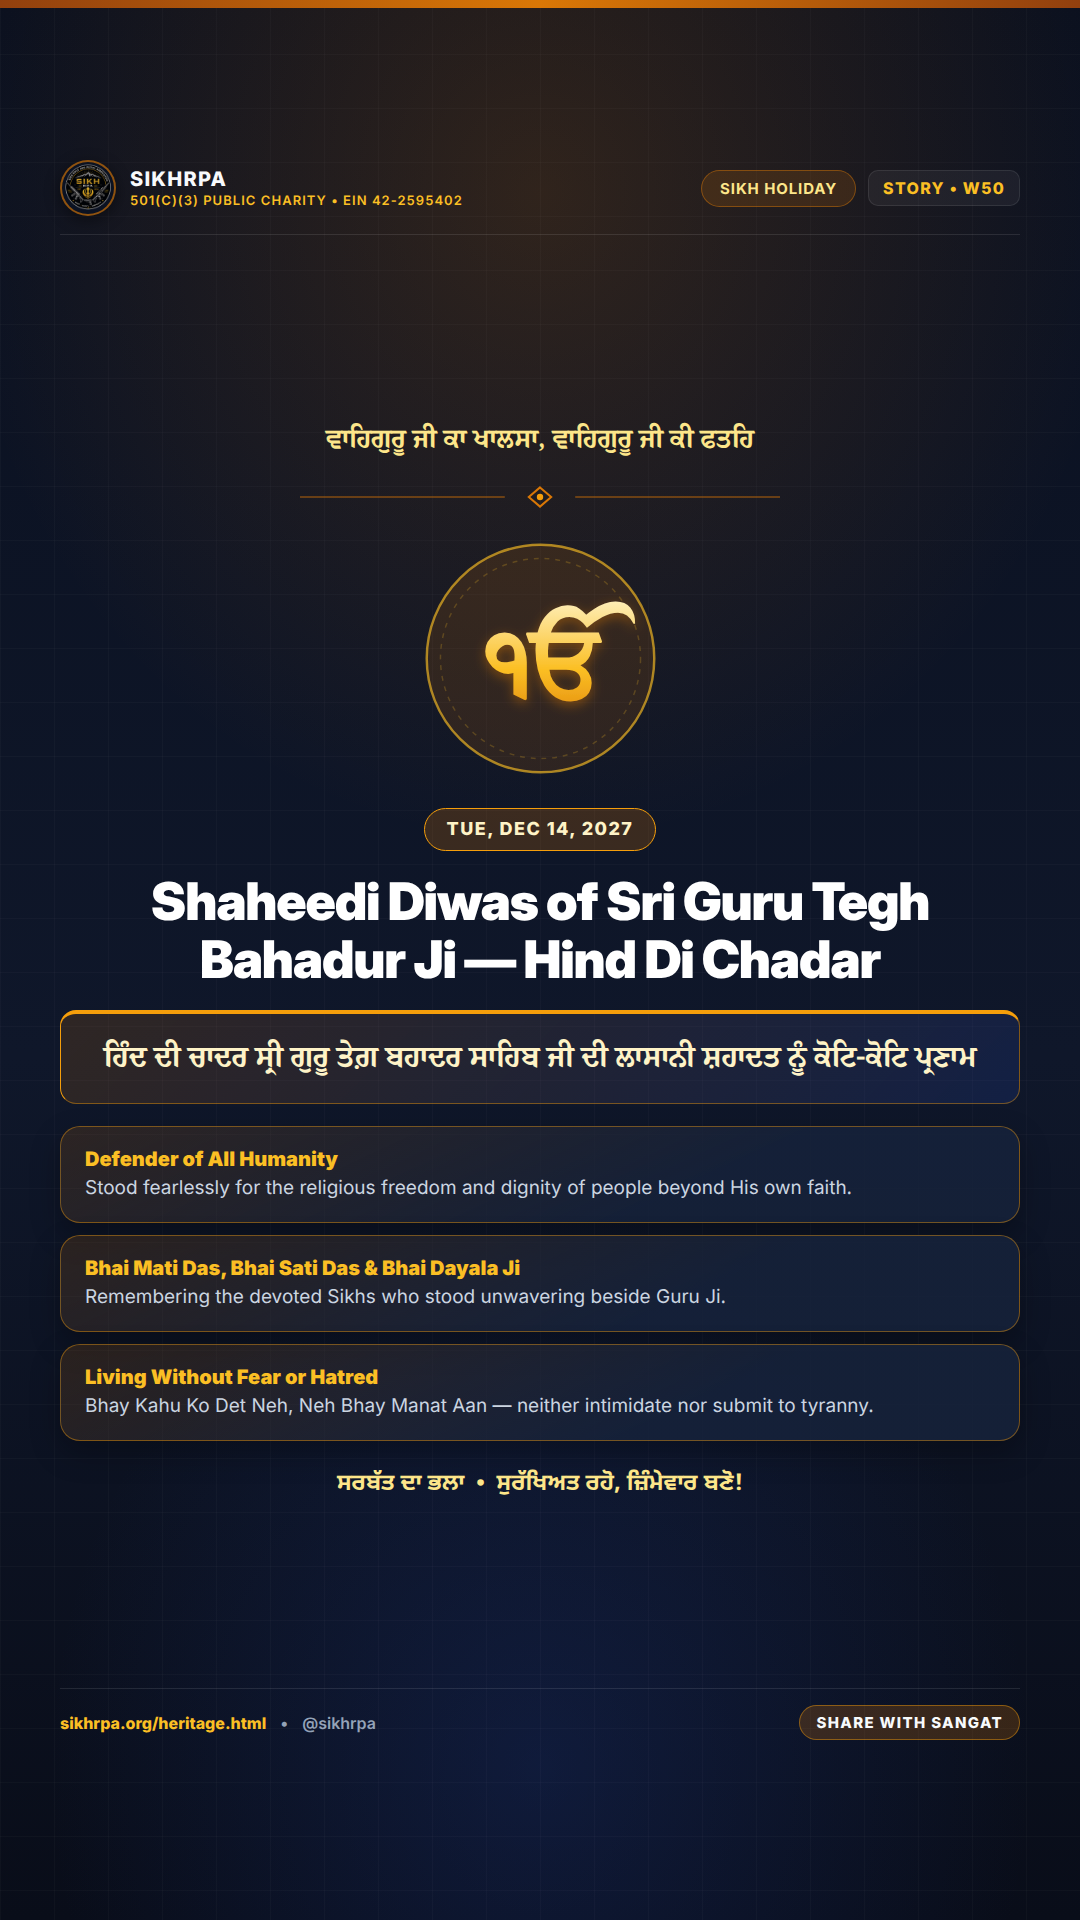 SIKH
SIKHRPA
501(C)(3) PUBLIC CHARITY • EIN 42-2595402
SIKH HOLIDAY
STORY • W50
ਵਾਹਿਗੁਰੂ ਜੀ ਕਾ ਖਾਲਸਾ, ਵਾਹਿਗੁਰੂ ਜੀ ਕੀ ਫਤਹਿ
ੴ
TUE, DEC 14, 2027
Shaheedi Diwas of Sri Guru Tegh
Bahadur Ji — Hind Di Chadar
ਹਿੰਦ ਦੀ ਚਾਦਰ ਸ੍ਰੀ ਗੁਰੂ ਤੇਗ਼ ਬਹਾਦਰ ਸਾਹਿਬ ਜੀ ਦੀ ਲਾਸਾਨੀ ਸ਼ਹਾਦਤ ਨੂੰ ਕੋਟਿ-ਕੋਟਿ ਪ੍ਰਣਾਮ
Defender of All Humanity
Stood fearlessly for the religious freedom and dignity of people beyond His own faith.
Bhai Mati Das, Bhai Sati Das & Bhai Dayala Ji
Remembering the devoted Sikhs who stood unwavering beside Guru Ji.
Living Without Fear or Hatred
Bhay Kahu Ko Det Neh, Neh Bhay Manat Aan — neither intimidate nor submit to tyranny.
ਸਰਬੱਤ ਦਾ ਭਲਾ • ਸੁਰੱਖਿਅਤ ਰਹੋ, ਜ਼ਿੰਮੇਵਾਰ ਬਣੋ!
sikhrpa.org/heritage.html • @sikhrpa
SHARE WITH SANGAT